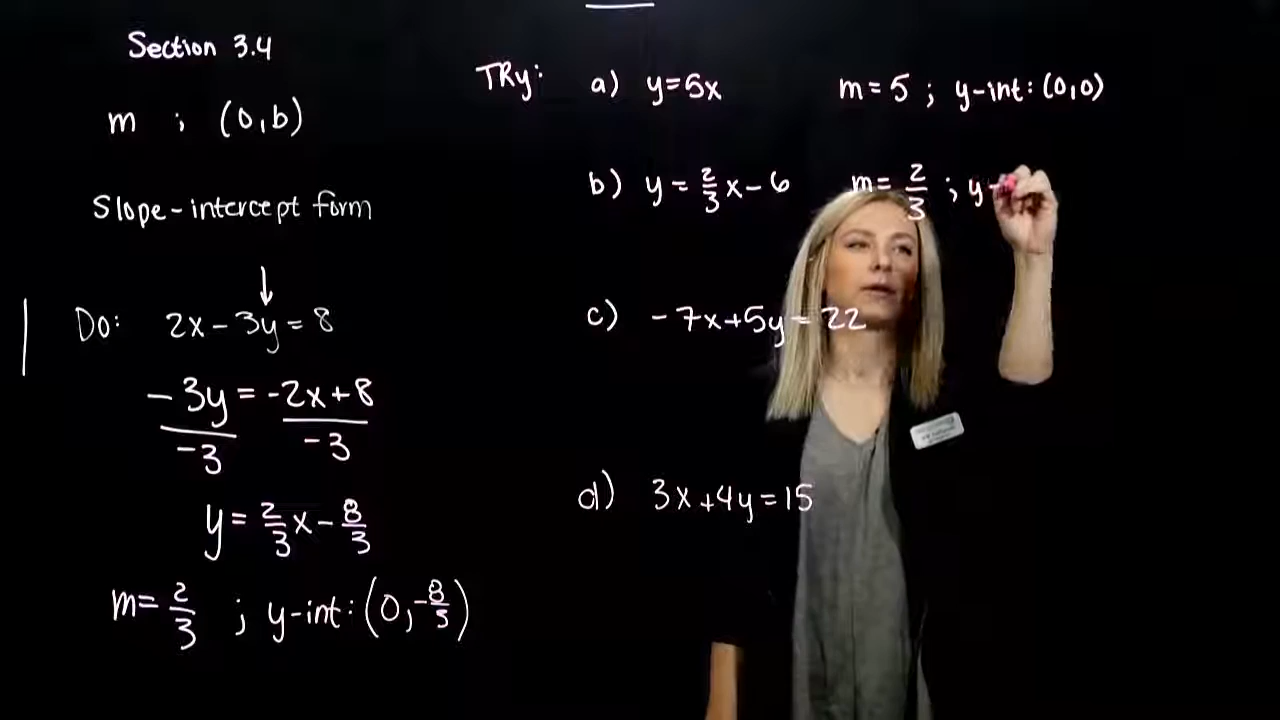 Section 3.4
m ; (0,b)
Slope-intercept form
↓
Do: 2x - 3y = 8
-3y = -2x + 8
-3 -3
y = 2/3 x - 8/3
m = 2/3 ; y-int: (0, -8/3)
TRy:
a) y=5x m = 5 ; y-int: (0,0)
b) y = 2/3 x - 6 m = 2/3 ; y-
c) -7x+5y = 22
d) 3x+4y=15